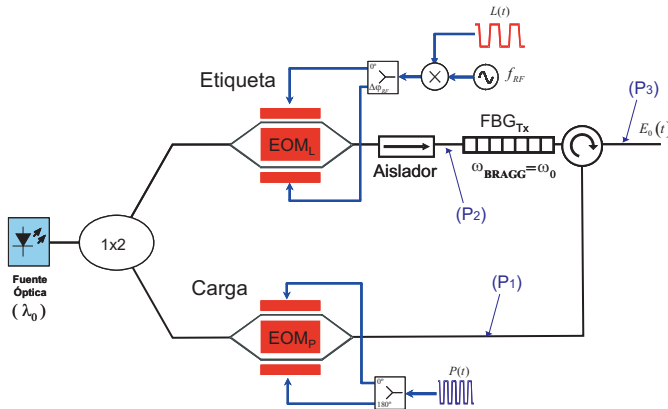 L(t)
Etiqueta
0°
Δφ_RF
f_RF
EOM_L
Aislador
FBG_Tx
ω_BRAGG=ω_0
(P_2)
(P_3)
E_0(t)
1x2
Fuente
Óptica
(λ_0)
Carga
EOM_P
(P_1)
0°
180°
P(t)